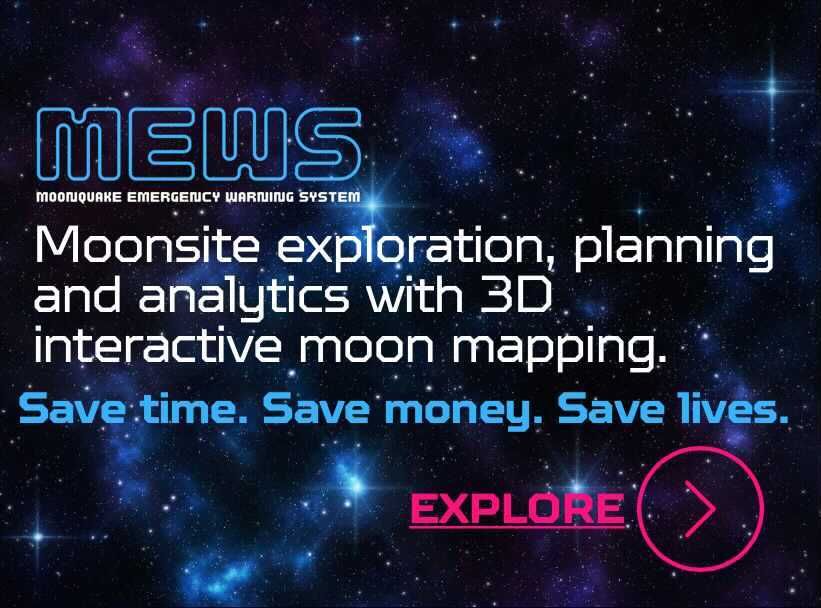 MEWS
MOONQUAKE EMERGENCY WARNING SYSTEM
Moonsite exploration, planning
and analytics with 3D
interactive moon mapping.
Save time. Save money. Save lives.
EXPLORE